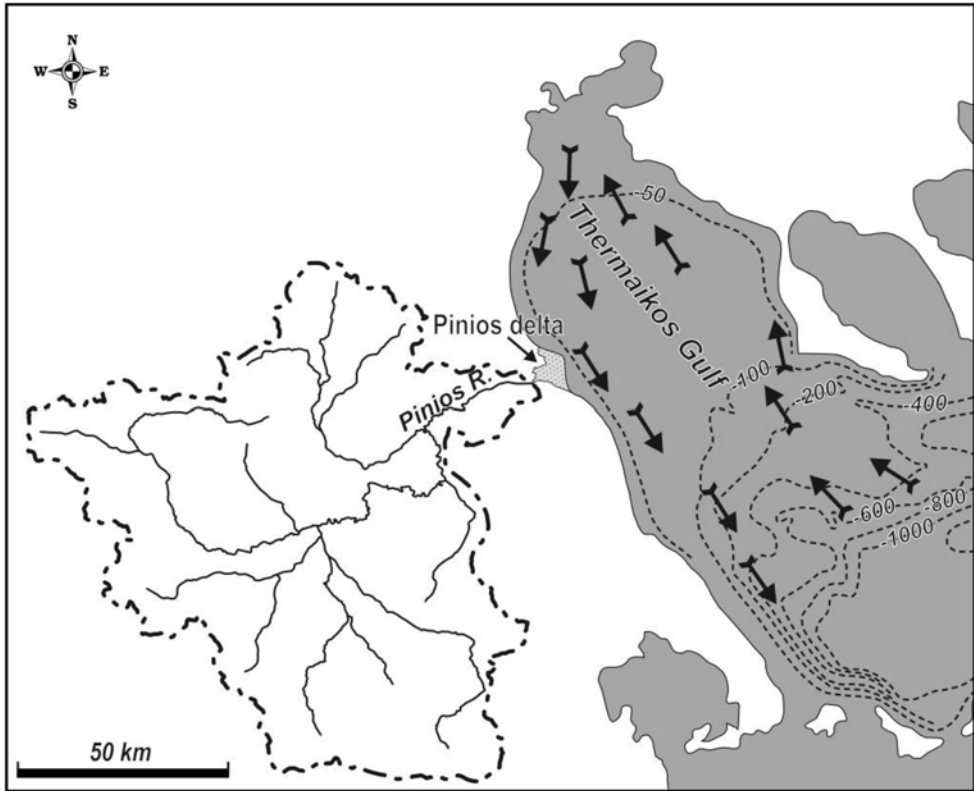 N
W E
S
-50
Thermaikos Gulf
Pinios delta
Pinios R.
-100
-200
-400
-600
-800
-1000
50 km